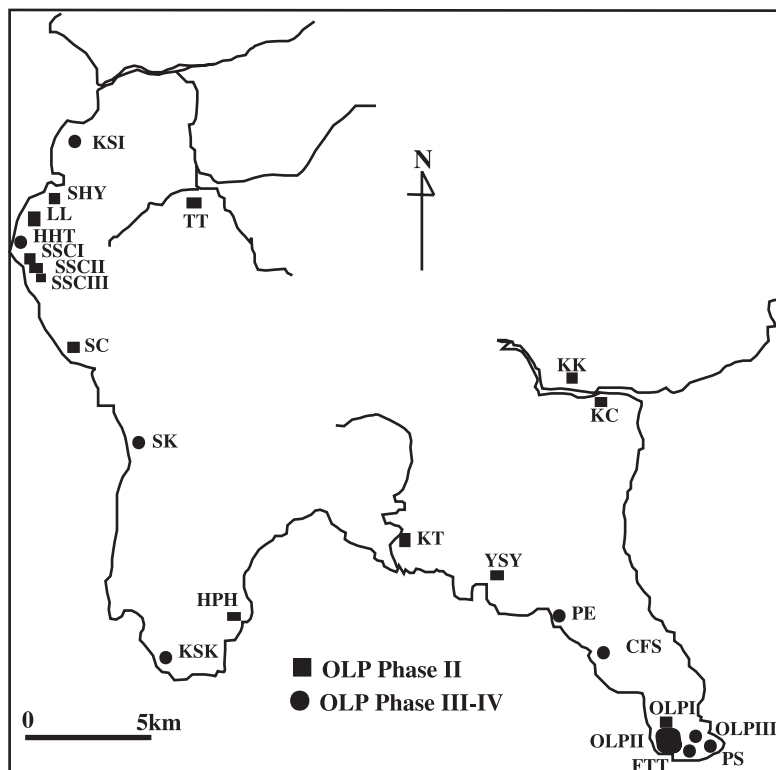 KSI
N
SHY
LL
TT
HHT
SSCI
SSCII
SSCIII
SC
KK
KC
SK
KT
YSY
HPH
PE
KSK
CFS
OLP Phase II
OLP Phase III-IV
0 5km
OLPI
OLPIII
OLPII
PS
FTT